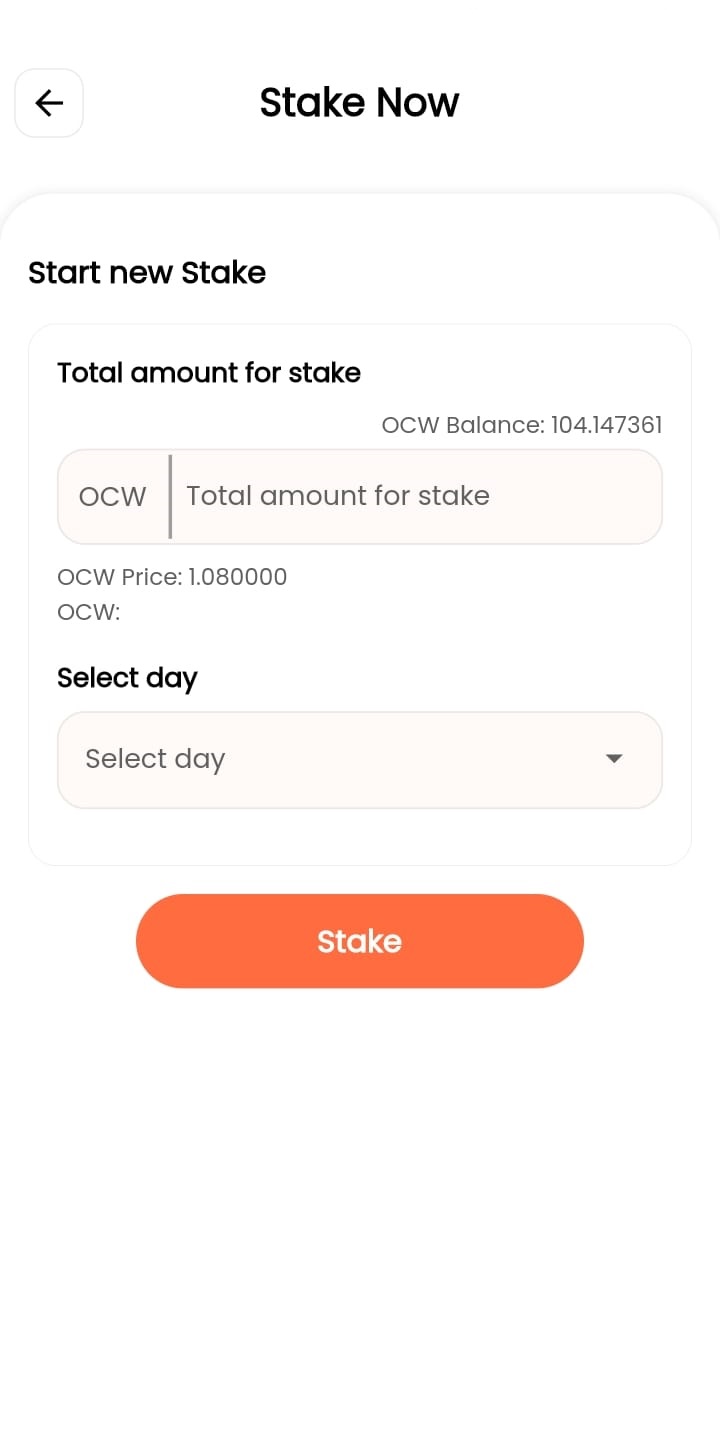 Stake Now
Start new Stake
Total amount for stake
OCW Balance: 104.147361
OCW Total amount for stake
OCW Price: 1.080000
OCW:
Select day
Select day
Stake